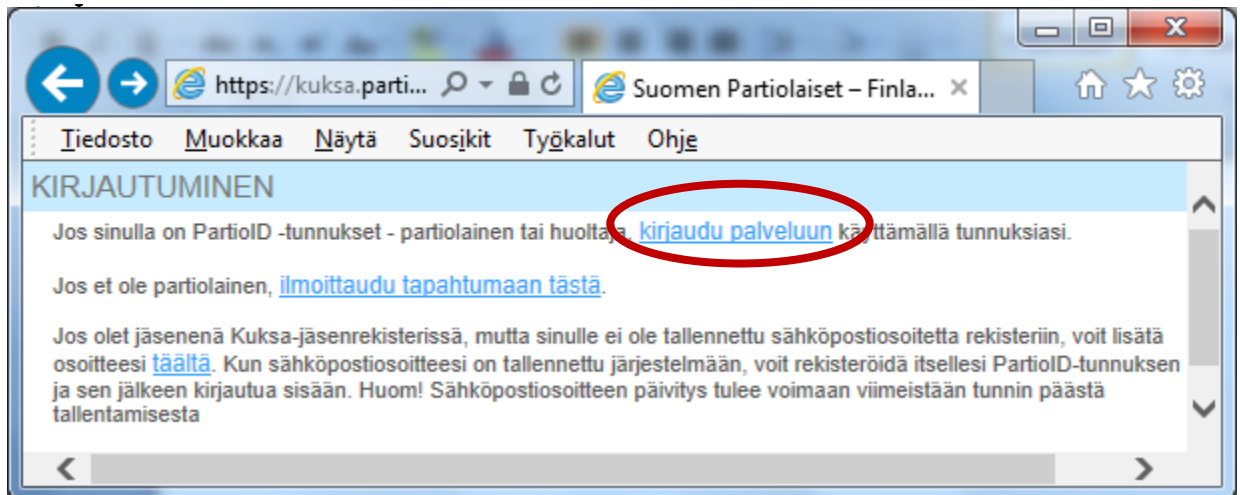 https://kuksa.parti... Suomen Partiolaiset – Finla...
Tiedosto Muokkaa Näytä Suosikit Työkalut Ohje
KIRJAUTUMINEN
Jos sinulla on PartioID -tunnukset - partiolainen tai huoltaja, kirjaudu palveluun käyttämällä tunnuksiasi.
Jos et ole partiolainen, ilmoittaudu tapahtumaan tästä.
Jos olet jäsenenä Kuksa-jäsenrekisterissä, mutta sinulle ei ole tallennettu sähköpostiosoitetta rekisteriin, voit lisätä
osoitteesi täältä. Kun sähköpostiosoitteesi on tallennettu järjestelmään, voit rekisteröidä itsellesi PartioID-tunnuksen
ja sen jälkeen kirjautua sisään. Huom! Sähköpostiosoitteen päivitys tulee voimaan viimeistään tunnin päästä
tallentamisesta